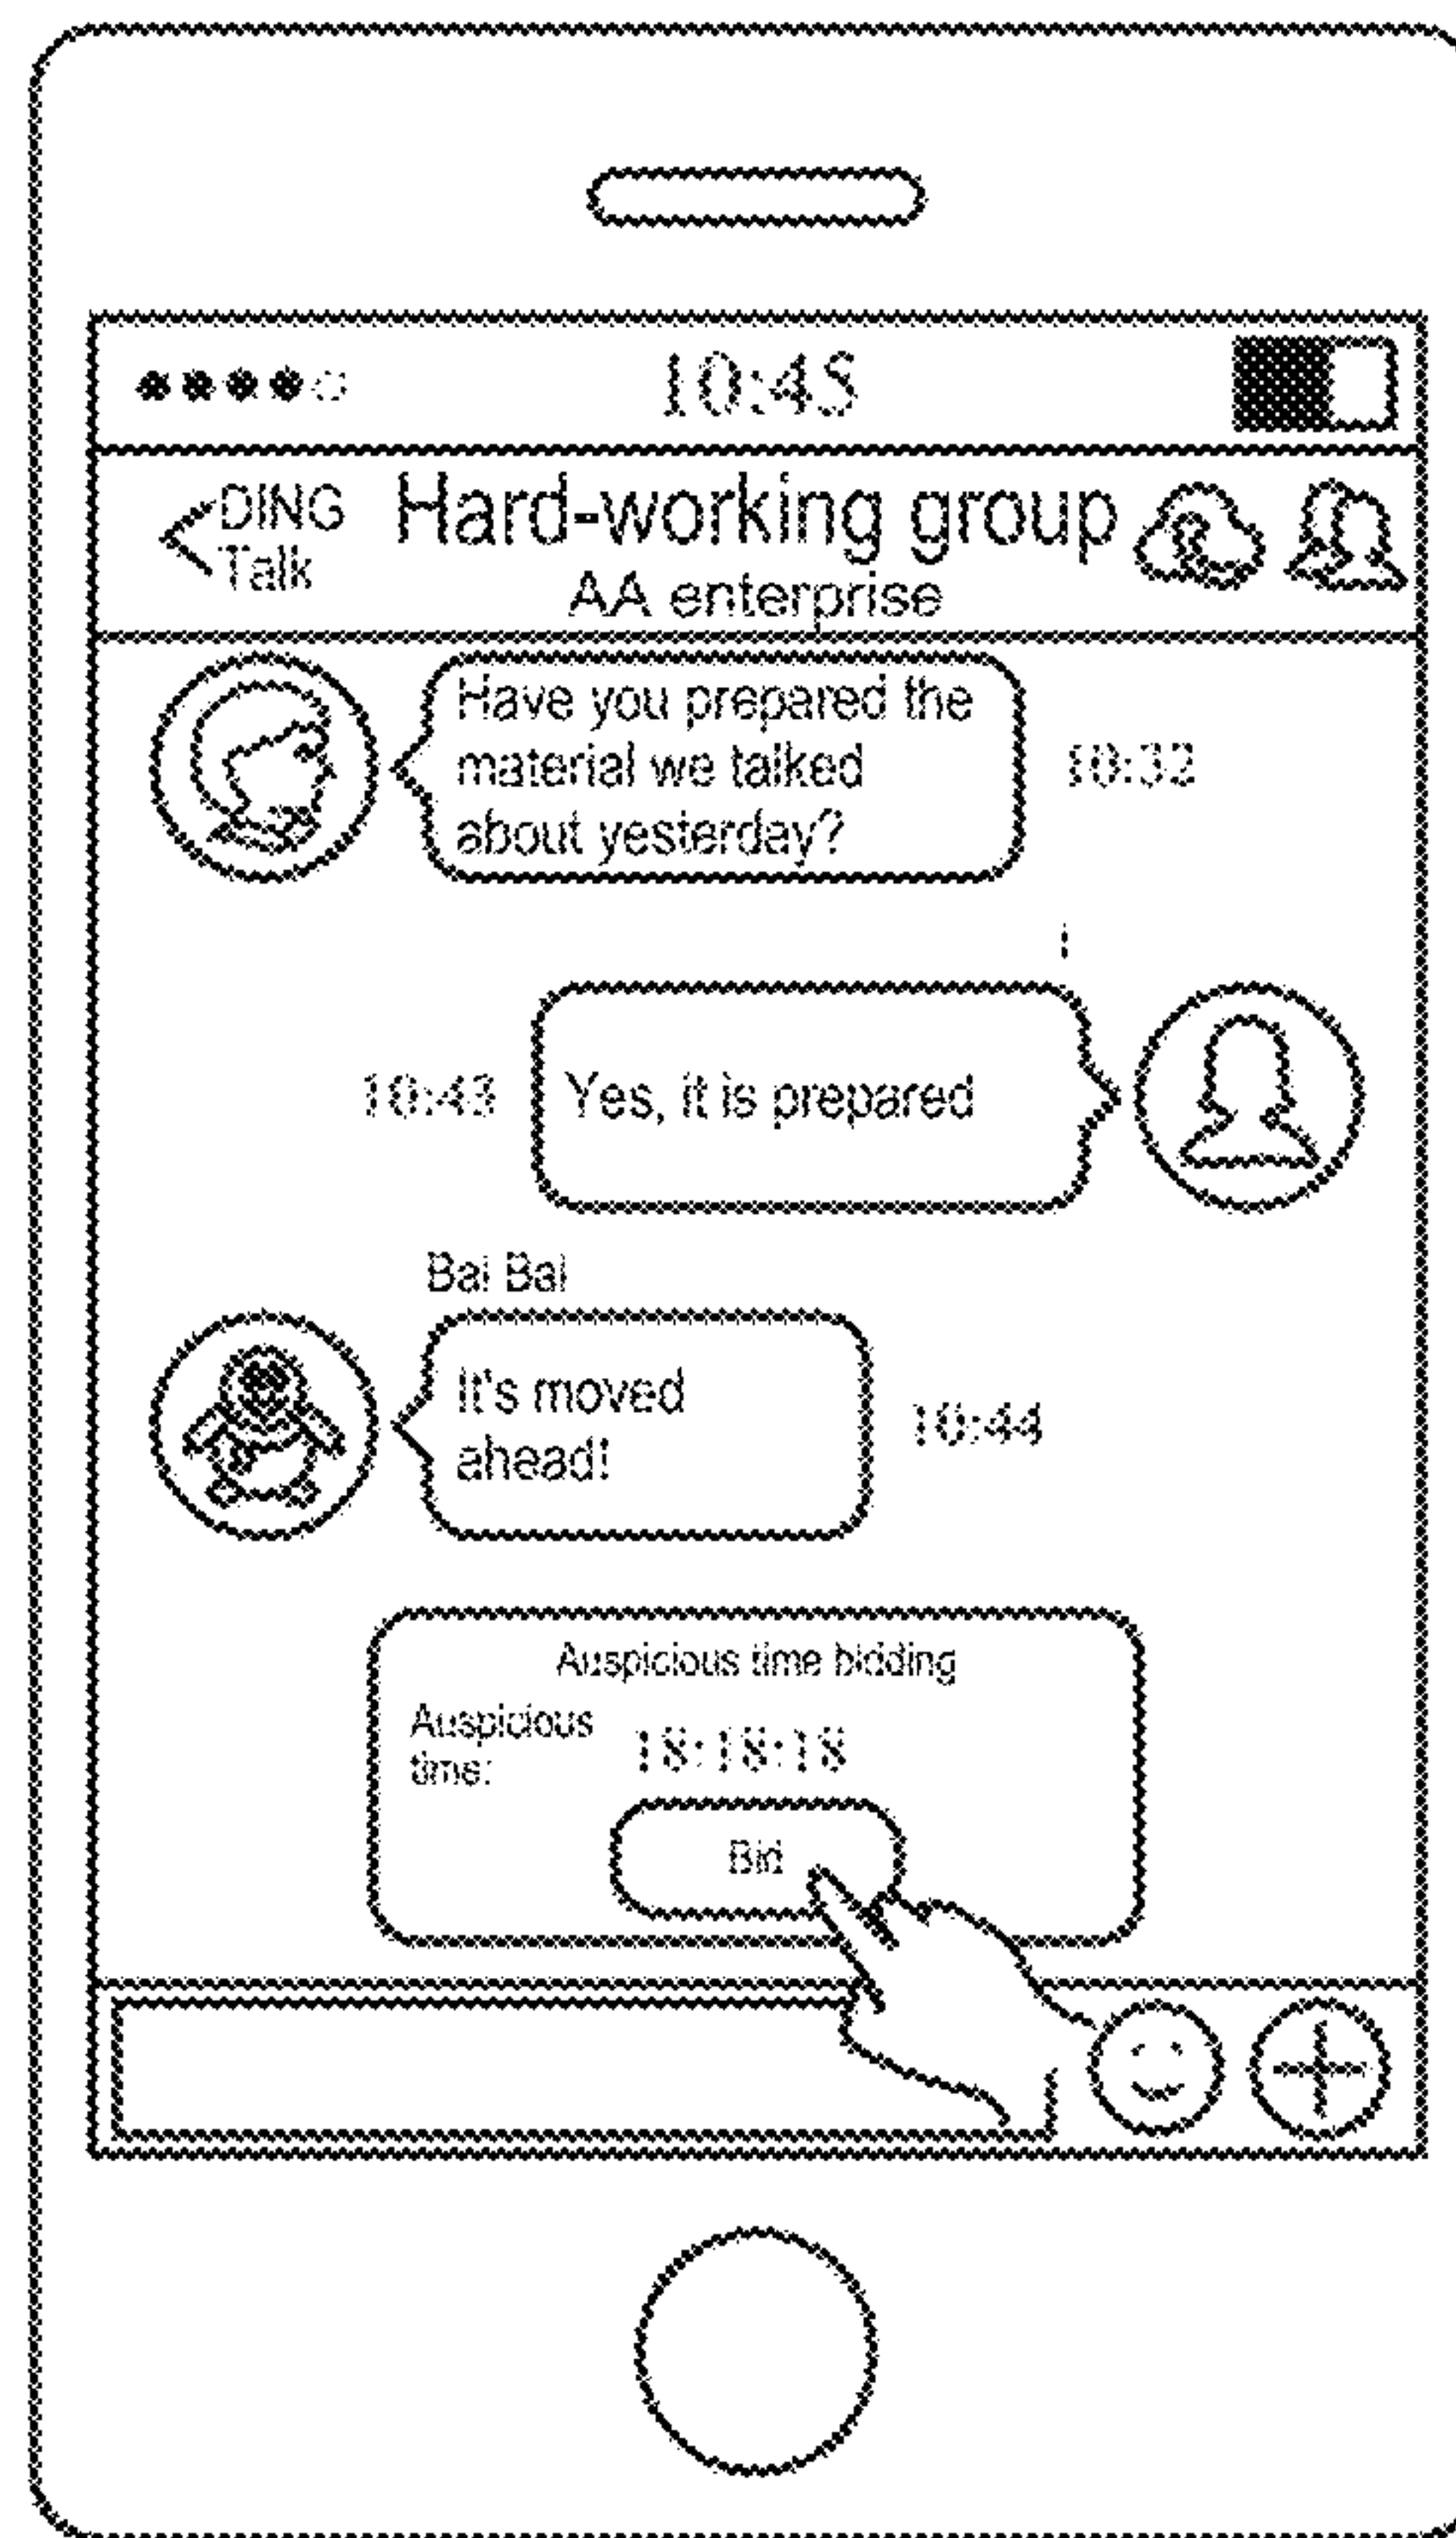 10:45
DING
Talk
Hard-working group
AA enterprise
Have you prepared the
material we talked
about yesterday?
10:32
10:43
Yes, it is prepared
Bai Bai
It's moved
ahead!
10:44
Auspicious time bidding
Auspicious
time:
18:18:18
Bid